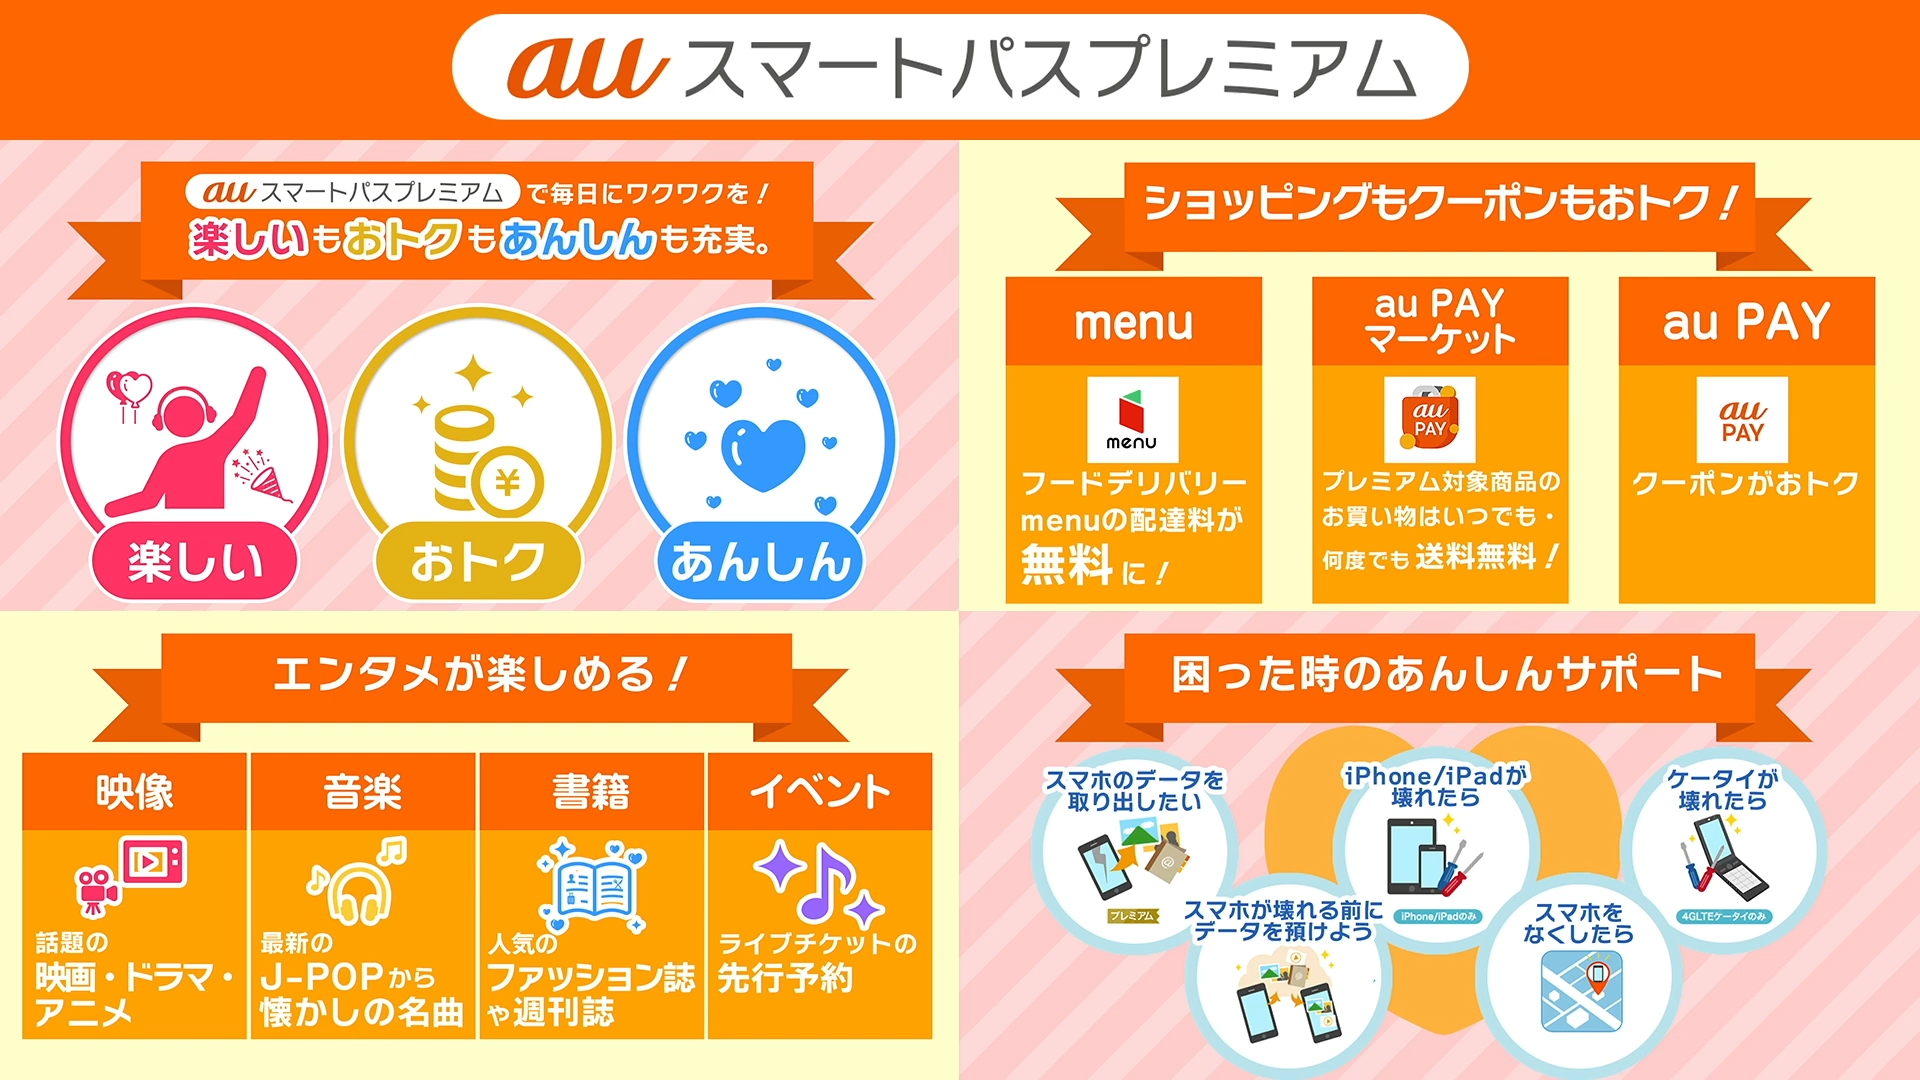 au スマートパスプレミアム
au スマートパスプレミアム で毎日にワクワクを！
楽しいもおトクもあんしんも充実。
楽しい
おトク
あんしん
ショッピングもクーポンもおトク！
menu
menu
フードデリバリー
menuの配達料が
無料に！
au PAY
マーケット
au
PAY
プレミアム対象商品の
お買い物はいつでも・
何度でも送料無料！
au PAY
au
PAY
クーポンがおトク
エンタメが楽しめる！
映像
話題の
映画・ドラマ・
アニメ
音楽
最新の
J-POPから
懐かしの名曲
書籍
人気の
ファッション誌
や週刊誌
イベント
ライブチケットの
先行予約
困った時のあんしんサポート
スマホのデータを
取り出したい
プレミアム
スマホが壊れる前に
データを預けよう
iPhone/iPadが
壊れたら
iPhone/iPadのみ
スマホを
なくしたら
ケータイが
壊れたら
4GLTEケータイのみ